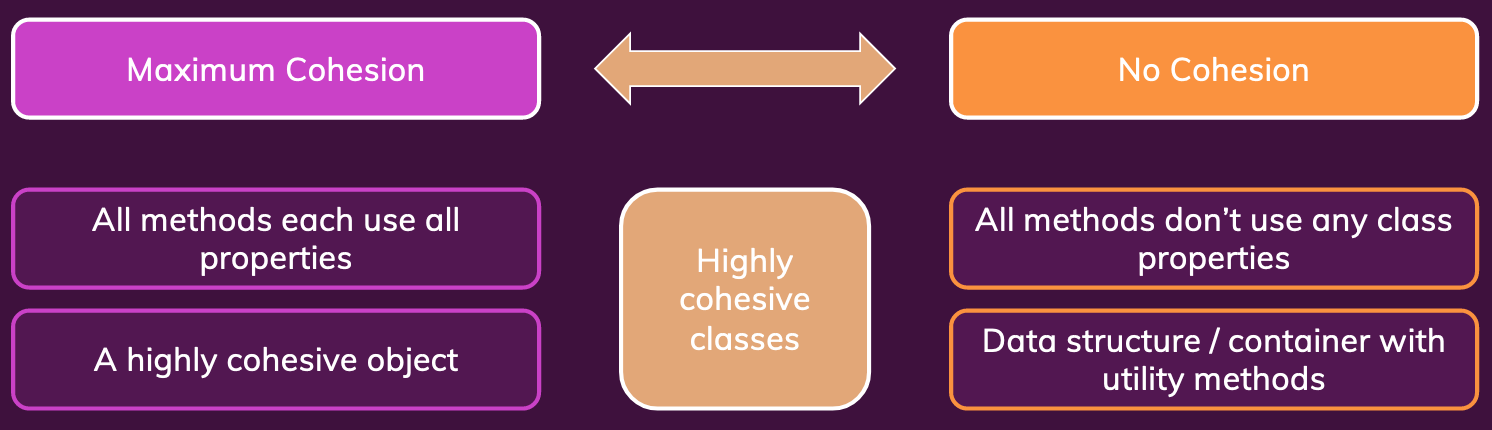 Maximum Cohesion
No Cohesion
All methods each use all
properties
A highly cohesive object
Highly
cohesive
classes
All methods don’t use any class
properties
Data structure / container with
utility methods